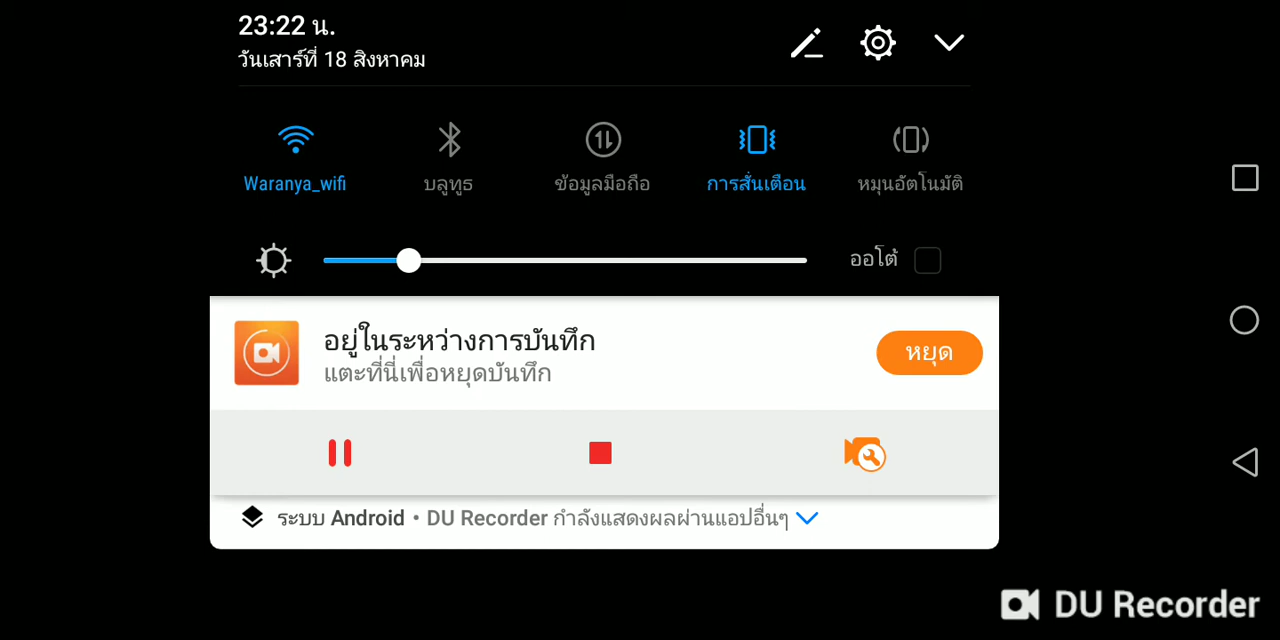 23:22 น.
วันเสาร์ที่ 18 สิงหาคม
Waranya_wifi
บลูทูธ
ข้อมูลมือถือ
การสั่นเตือน
หมุนอัตโนมัติ
ออโต้
อยู่ในระหว่างการบันทึก
แตะที่นี่เพื่อหยุดบันทึก
หยุด
ระบบ Android • DU Recorder กำลังแสดงผลผ่านแอปอื่นๆ
DU Recorder